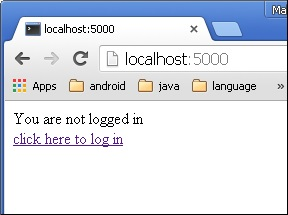 Ma
localhost:5000
localhost:5000
Apps android java language »
You are not logged in
click here to log in